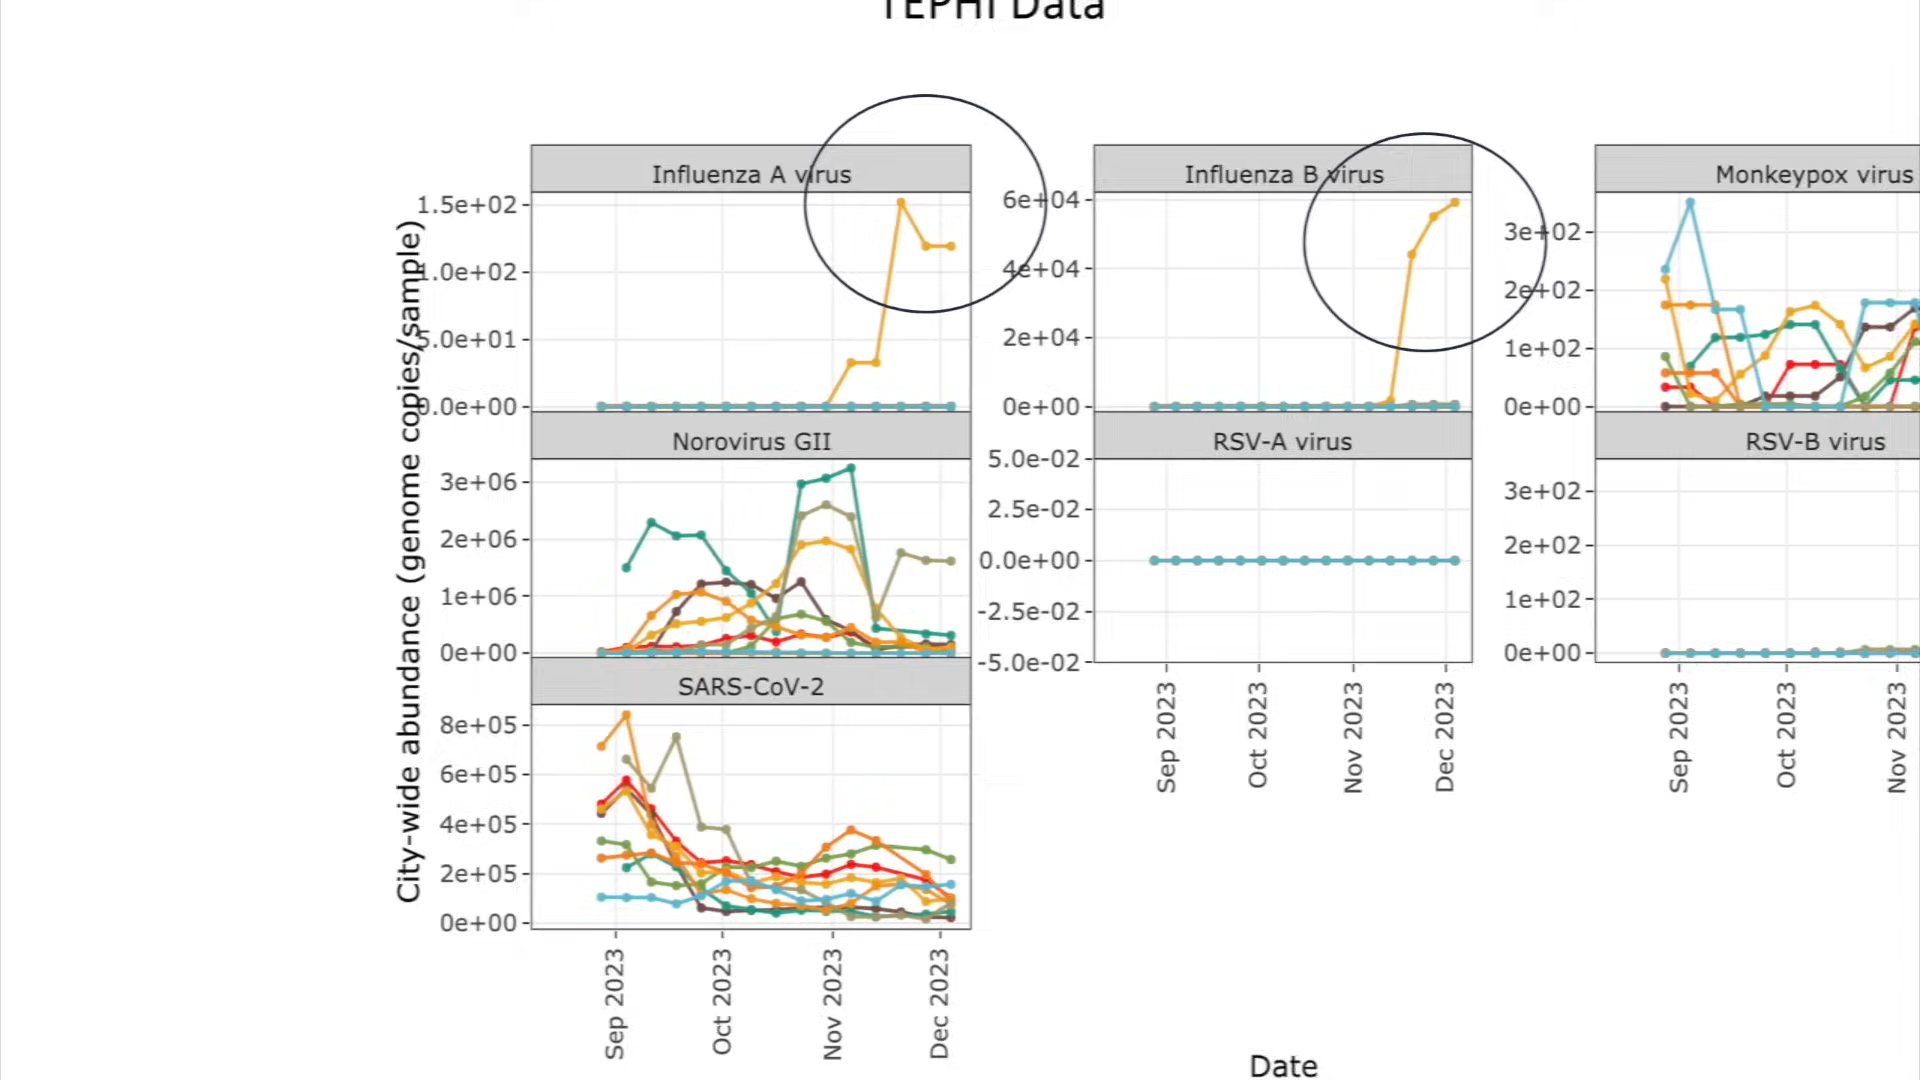 TEPHI Data
City-wide abundance (genome copies/sample)
Influenza A virus
1.5e+02
1.0e+02
5.0e+01
0.0e+00
Influenza B virus
6e+04
4e+04
2e+04
0e+00
Monkeypox virus
3e+02
2e+02
1e+02
0e+00
Norovirus GII
3e+06
2e+06
1e+06
0e+00
RSV-A virus
5.0e-02
2.5e-02
0.0e+00
-2.5e-02
-5.0e-02
Sep 2023
Oct 2023
Nov 2023
Dec 2023
RSV-B virus
3e+02
2e+02
1e+02
0e+00
Sep 2023
Oct 2023
Nov 2023
SARS-CoV-2
8e+05
6e+05
4e+05
2e+05
0e+00
Sep 2023
Oct 2023
Nov 2023
Dec 2023
Date